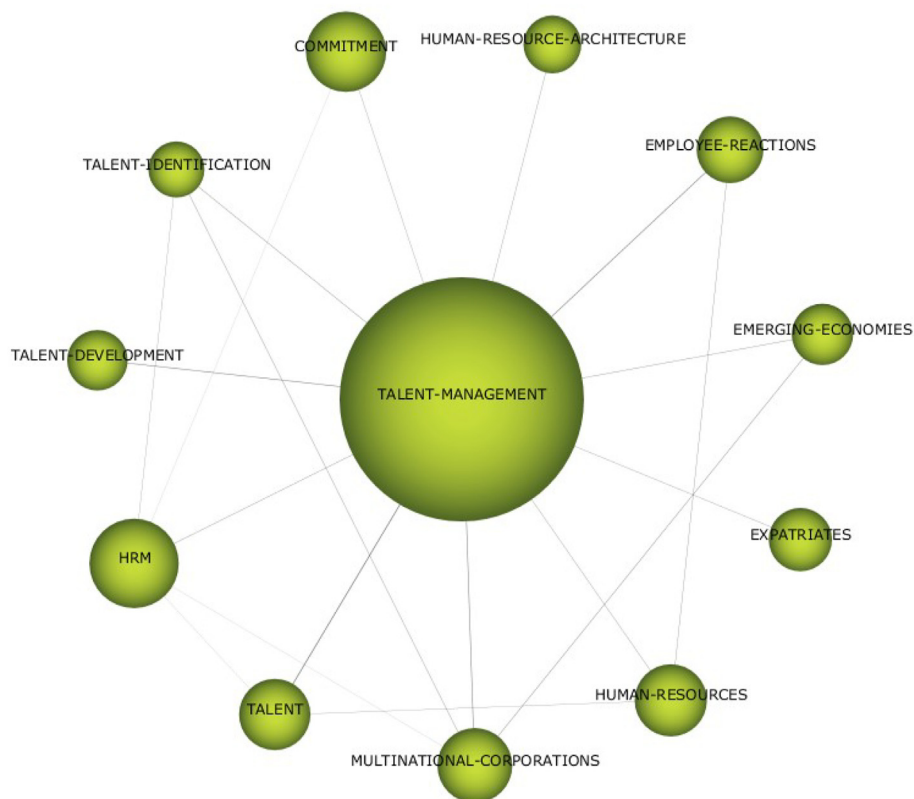 COMMITMENT
HUMAN-RESOURCE-ARCHITECTURE
EMPLOYEE-REACTIONS
TALENT-IDENTIFICATION
EMERGING-ECONOMIES
TALENT-DEVELOPMENT
TALENT-MANAGEMENT
EXPATRIATES
HRM
HUMAN-RESOURCES
TALENT
MULTINATIONAL-CORPORATIONS